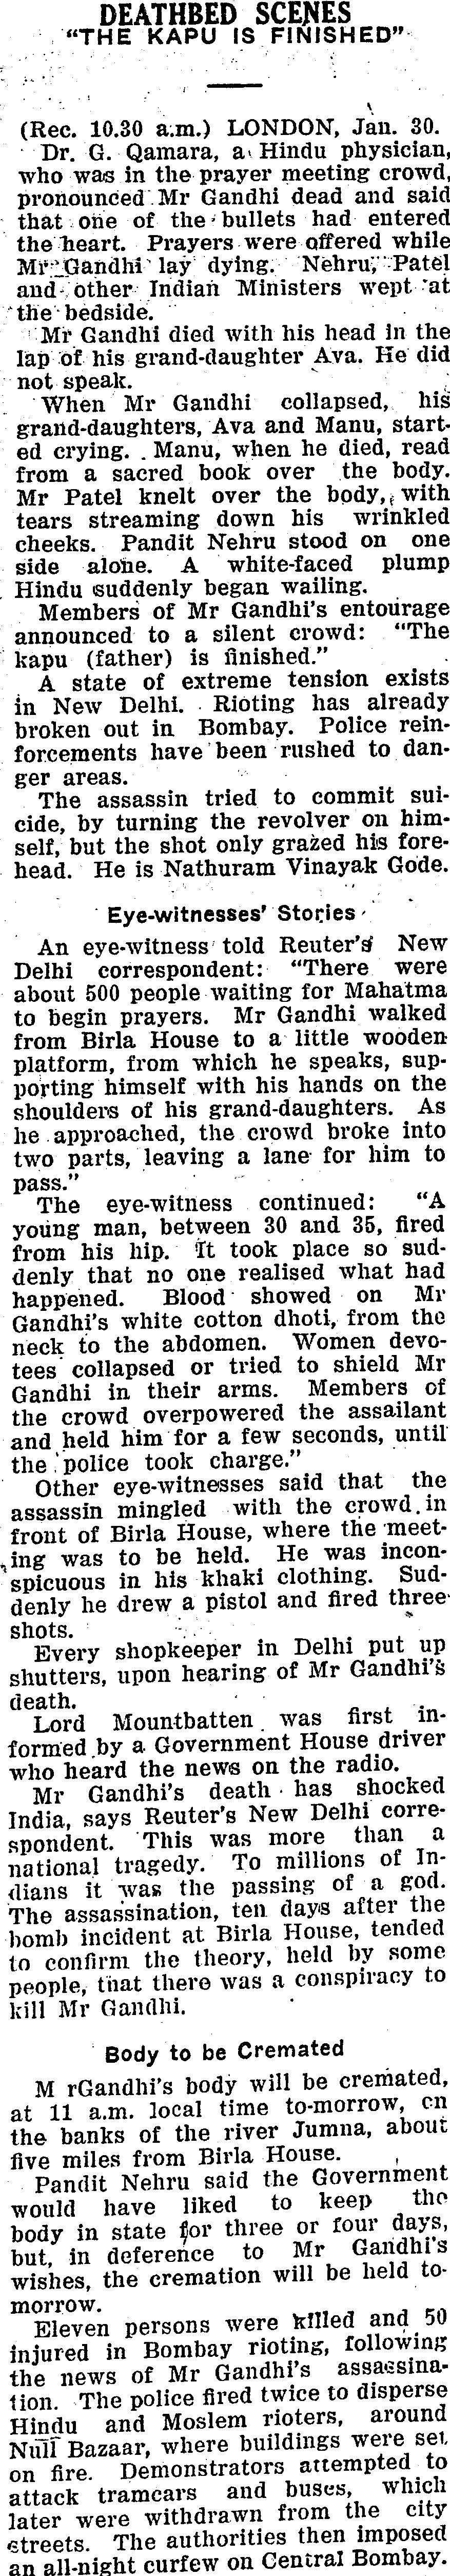 DEATHBED SCENES
"THE KAPU IS FINISHED"
(Rec. 10.30 a.m.) LONDON, Jan. 30.
Dr. G. Qamara, a Hindu physician,
who was in the prayer meeting crowd,
pronounced Mr Gandhi dead and said
that one of the bullets had entered
the heart. Prayers were offered while
Mr Gandhi lay dying. Nehru, Patel
and other Indian Ministers wept at
the bedside.
Mr Gandhi died with his head in the
lap of his grand-daughter Ava. He did
not speak.
When Mr Gandhi collapsed, his
grand-daughters, Ava and Manu, start-
ed crying. Manu, when he died, read
from a sacred book over the body.
Mr Patel knelt over the body, with
tears streaming down his wrinkled
cheeks. Pandit Nehru stood on one
side alone. A white-faced plump
Hindu suddenly began wailing.
Members of Mr Gandhi's entourage
announced to a silent crowd: "The
kapu (father) is finished."
A state of extreme tension exists
in New Delhi. Rioting has already
broken out in Bombay. Police rein-
forcements have been rushed to dan-
ger areas.
The assassin tried to commit sui-
cide, by turning the revolver on him-
self, but the shot only grazed his fore-
head. He is Nathuram Vinayak Gode.
Eye-witnesses' Stories
An eye-witness told Reuter's New
Delhi correspondent: "There were
about 500 people waiting for Mahatma
to begin prayers. Mr Gandhi walked
from Birla House to a little wooden
platform, from which he speaks, sup-
porting himself with his hands on the
shoulders of his grand-daughters. As
he approached, the crowd broke into
two parts, leaving a lane for him to
pass."
The eye-witness continued: "A
young man, between 30 and 35, fired
from his hip. It took place so sud-
denly that no one realised what had
happened. Blood showed on Mr
Gandhi's white cotton dhoti, from the
neck to the abdomen. Women devo-
tees collapsed or tried to shield Mr
Gandhi in their arms. Members of
the crowd overpowered the assailant
and held him for a few seconds, until
the police took charge."
Other eye-witnesses said that the
assassin mingled with the crowd in
front of Birla House, where the meet-
ing was to be held. He was incon-
spicuous in his khaki clothing. Sud-
denly he drew a pistol and fired three
shots.
Every shopkeeper in Delhi put up
shutters, upon hearing of Mr Gandhi's
death.
Lord Mountbatten was first in-
formed by a Government House driver
who heard the news on the radio.
Mr Gandhi's death has shocked
India, says Reuter's New Delhi corre-
spondent. This was more than a
national tragedy. To millions of In-
dians it was the passing of a god.
The assassination, ten days after the
bomb incident at Birla House, tended
to confirm the theory, held by some
people, that there was a conspiracy to
kill Mr Gandhi.
Body to be Cremated
M rGandhi's body will be cremated,
at 11 a.m. local time to-morrow, on
the banks of the river Jumna, about
five miles from Birla House.
Pandit Nehru said the Government
would have liked to keep the
body in state for three or four days,
but, in deference to Mr Gandhi's
wishes, the cremation will be held to-
morrow.
Eleven persons were killed and 50
injured in Bombay rioting, following
the news of Mr Gandhi's assassina-
tion. The police fired twice to disperse
Hindu and Moslem rioters, around
Null Bazaar, where buildings were set
on fire. Demonstrators attempted to
attack tramcars and buses, which
later were withdrawn from the city
streets. The authorities then imposed
an all-night curfew on Central Bombay.